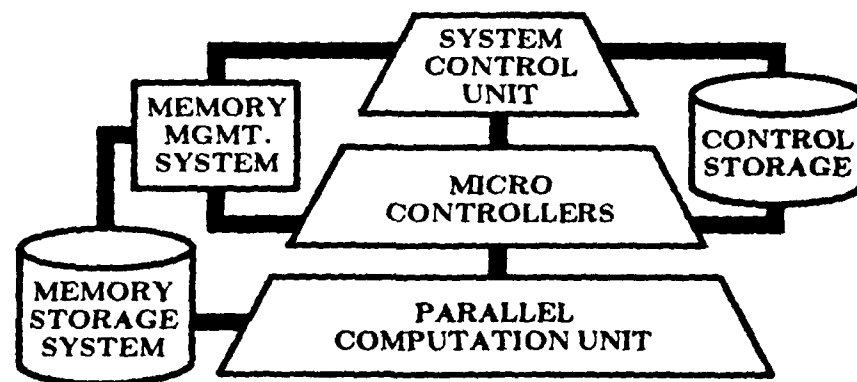 SYSTEM
CONTROL
UNIT
MEMORY
MGMT.
SYSTEM
CONTROL
STORAGE
MICRO
CONTROLLERS
MEMORY
STORAGE
SYSTEM
PARALLEL
COMPUTATION UNIT